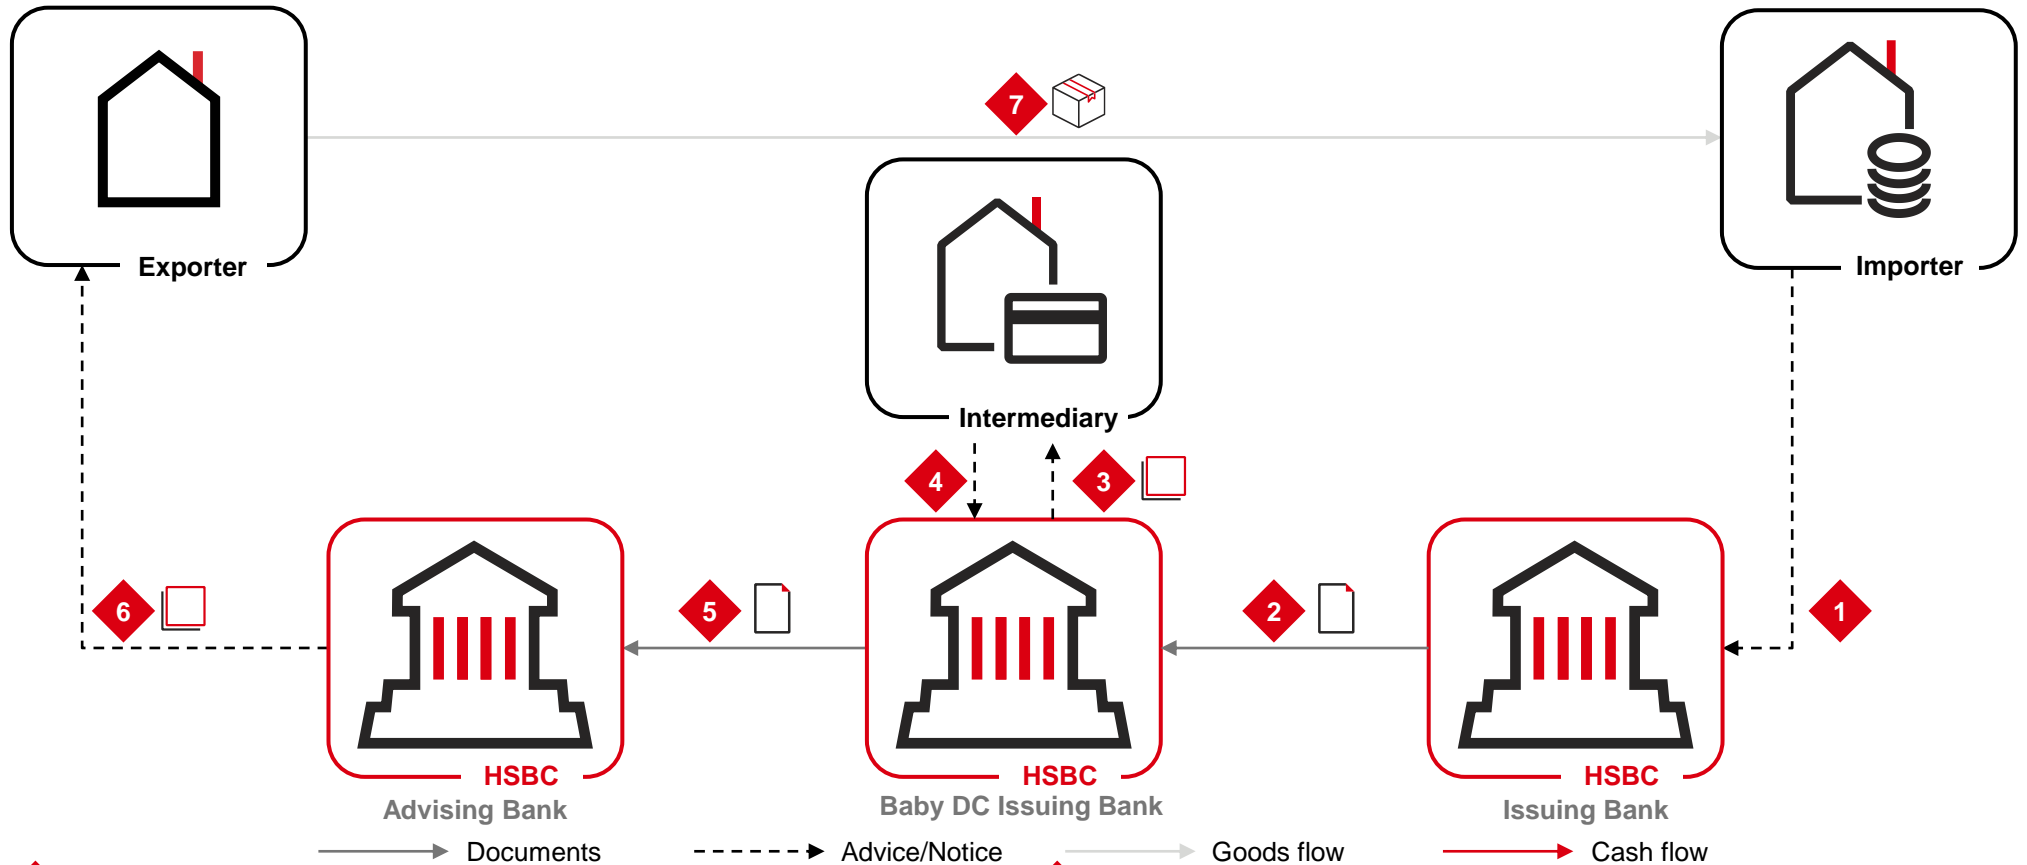 7
Exporter
Importer
Intermediary
4
3
6
5
2
1
HSBC
HSBC
HSBC
Advising Bank
Baby DC Issuing Bank
Issuing Bank
Documents
Advice/Notice
Goods flow
Cash flow